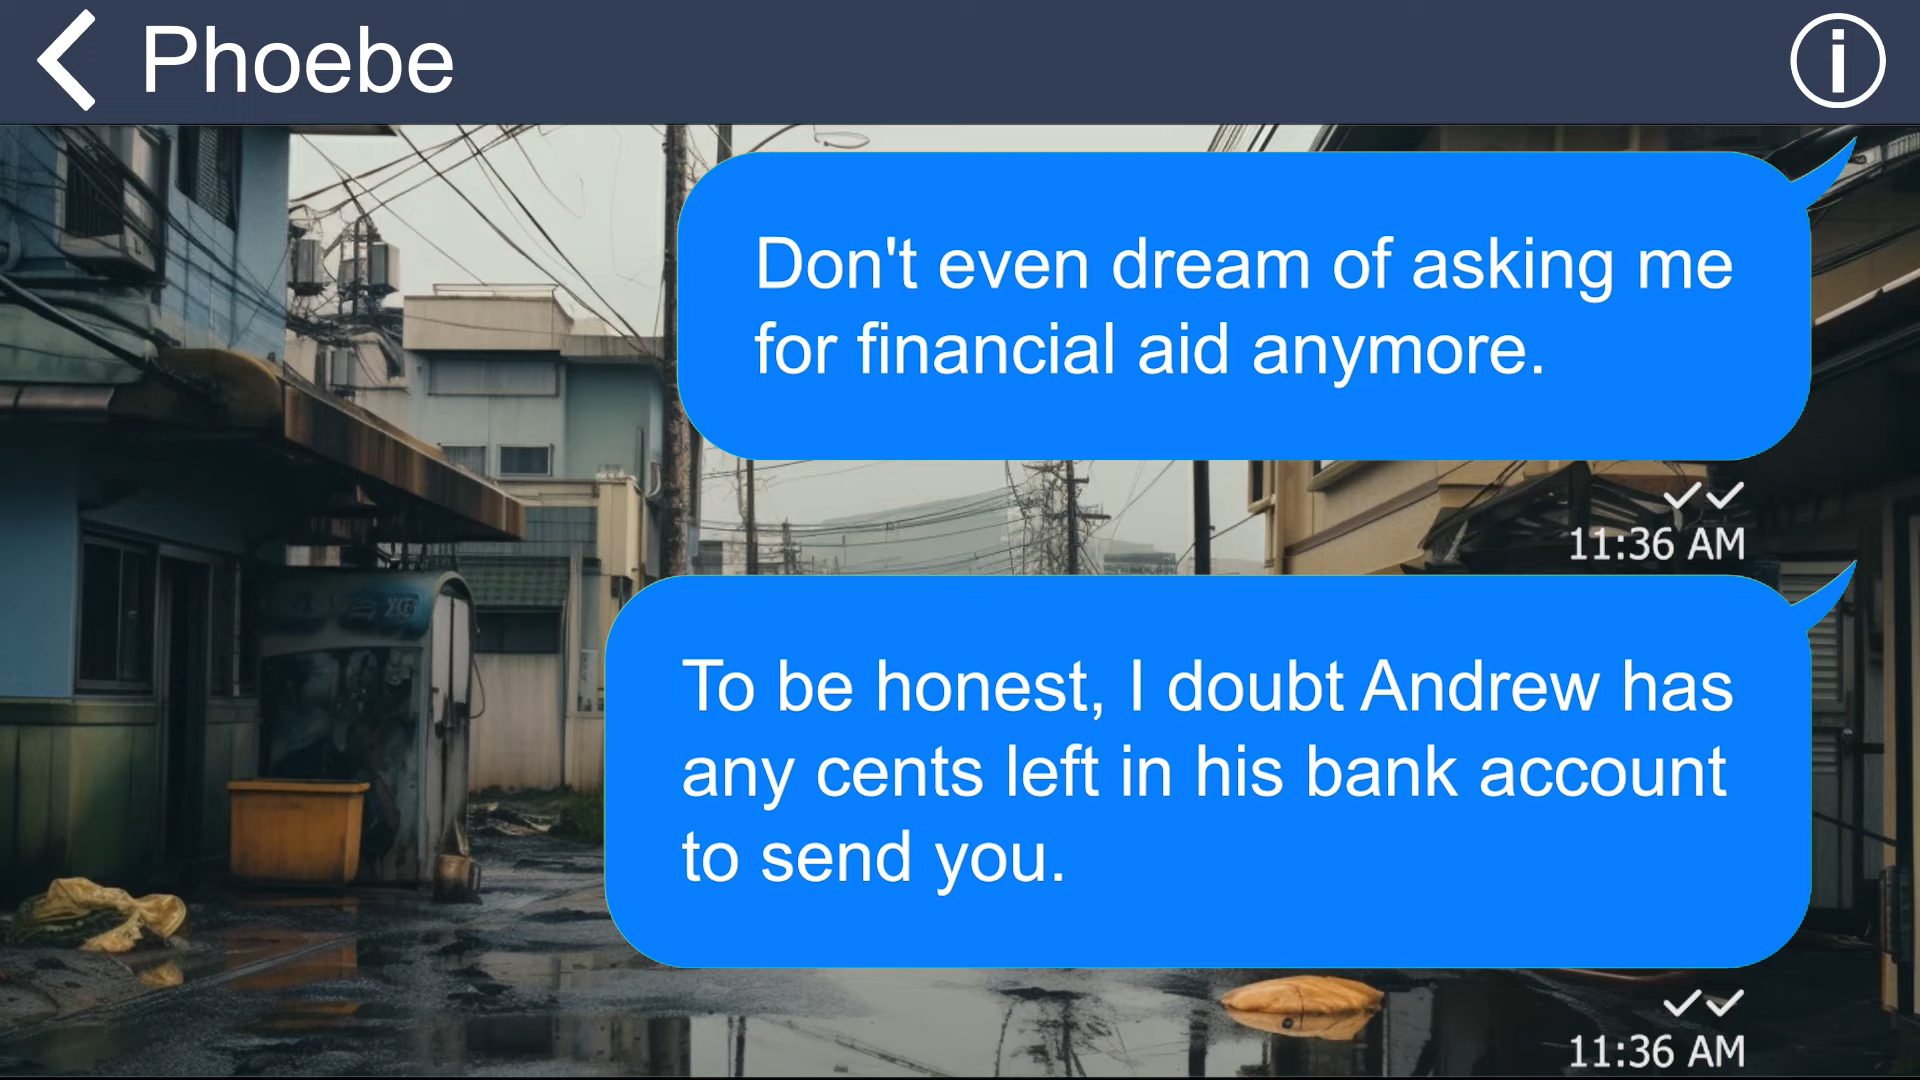 Phoebe
Don't even dream of asking me
for financial aid anymore.
11:36 AM
To be honest, I doubt Andrew has
any cents left in his bank account
to send you.
11:36 AM